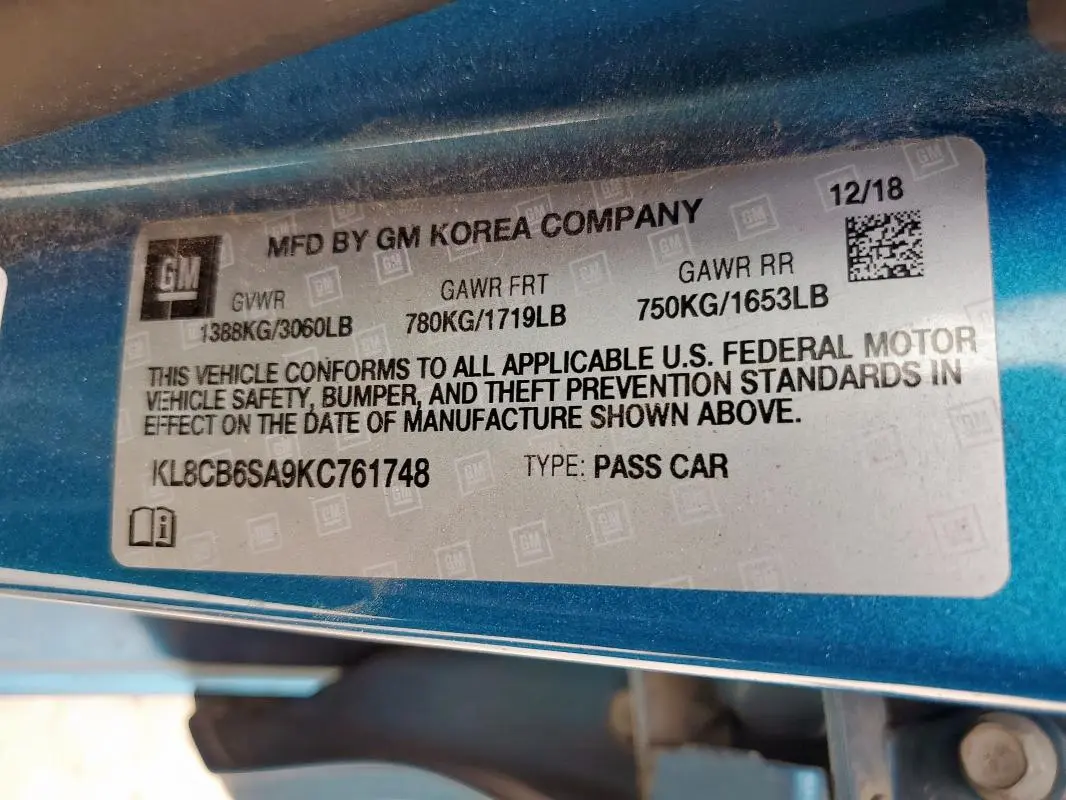 12/18
GM
MFD BY GM KOREA COMPANY
GVWR GAWR FRT GAWR RR
1388KG/3060LB 780KG/1719LB 750KG/1653LB
THIS VEHICLE CONFORMS TO ALL APPLICABLE U.S. FEDERAL MOTOR
VEHICLE SAFETY, BUMPER, AND THEFT PREVENTION STANDARDS IN
EFFECT ON THE DATE OF MANUFACTURE SHOWN ABOVE.
KL8CB6SA9KC761748 TYPE: PASS CAR